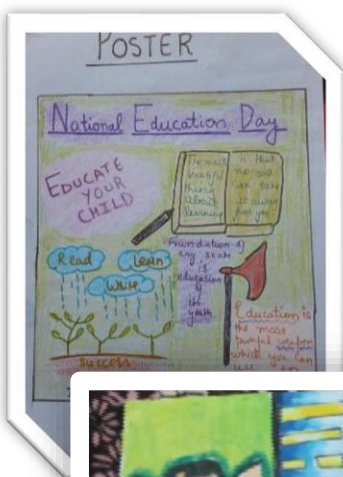 POSTER
National Education Day
EDUCATE
YOUR
CHILD
The most
beautiful
thing
about
learning
is that
no one
can take
it away
from you
Read
Learn
Write
Foundation of
any state
is
education
of
its
youth
Success
Education is
the most
powerful weapon
which you can
use